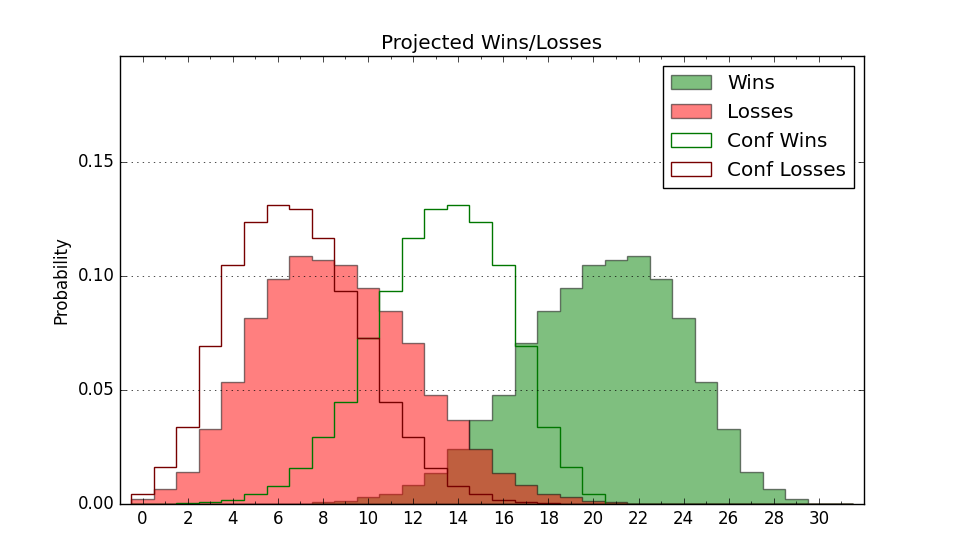 Projected Wins/Losses
Wins
Losses
Conf Wins
Conf Losses
0.15
0.10
0.05
0.00
Probability
0 2 4 6 8 10 12 14 16 18 20 22 24 26 28 30